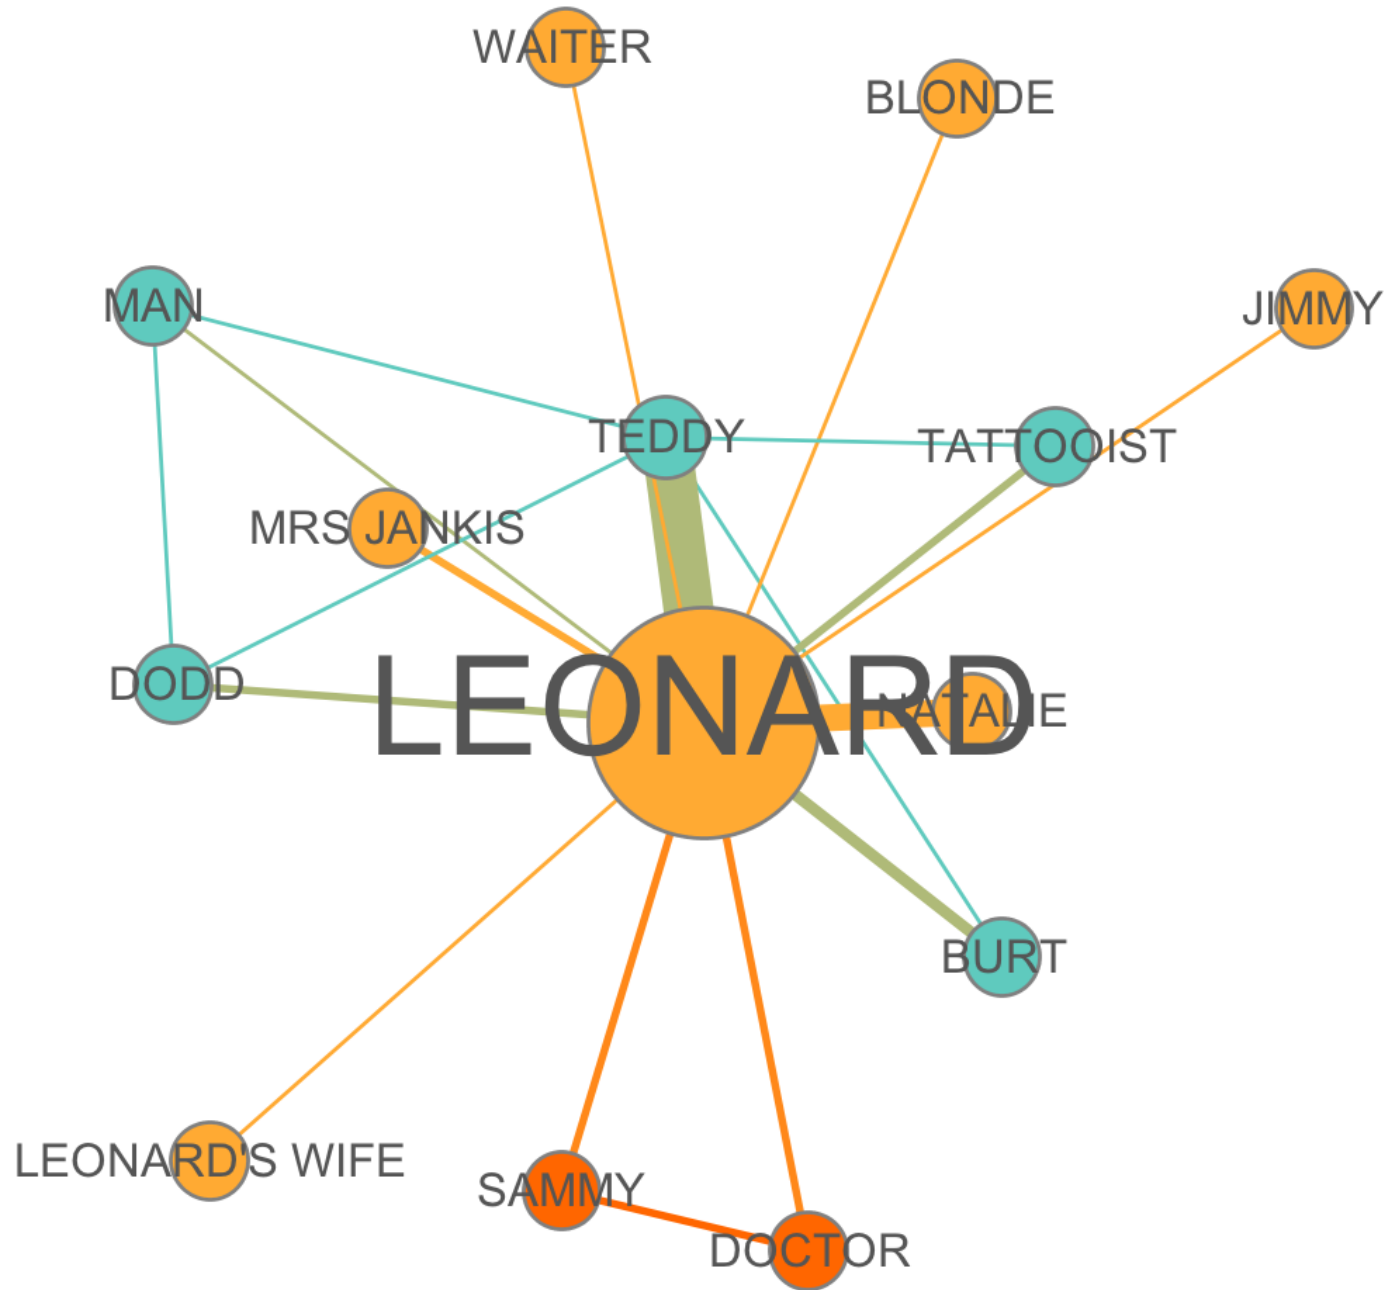 WAITER
BLONDE
MAN
JIMMY
TEDDY
TATTOOIST
MRS JANKIS
DODD
LEONARD
NATALIE
BURT
LEONARD'S WIFE
SAMMY
DOCTOR